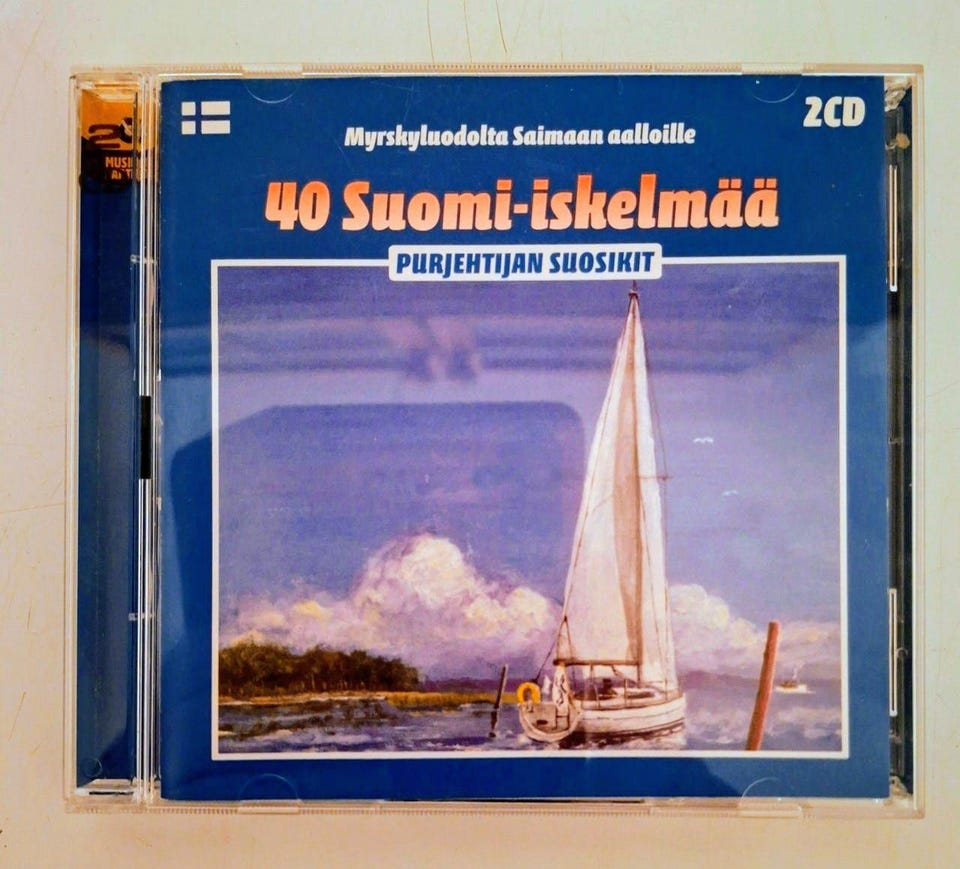 Myrskyluodolta Saimaan aalloille
2CD
40 Suomi-iskelmää
PURJEHTIJAN SUOSIKIT